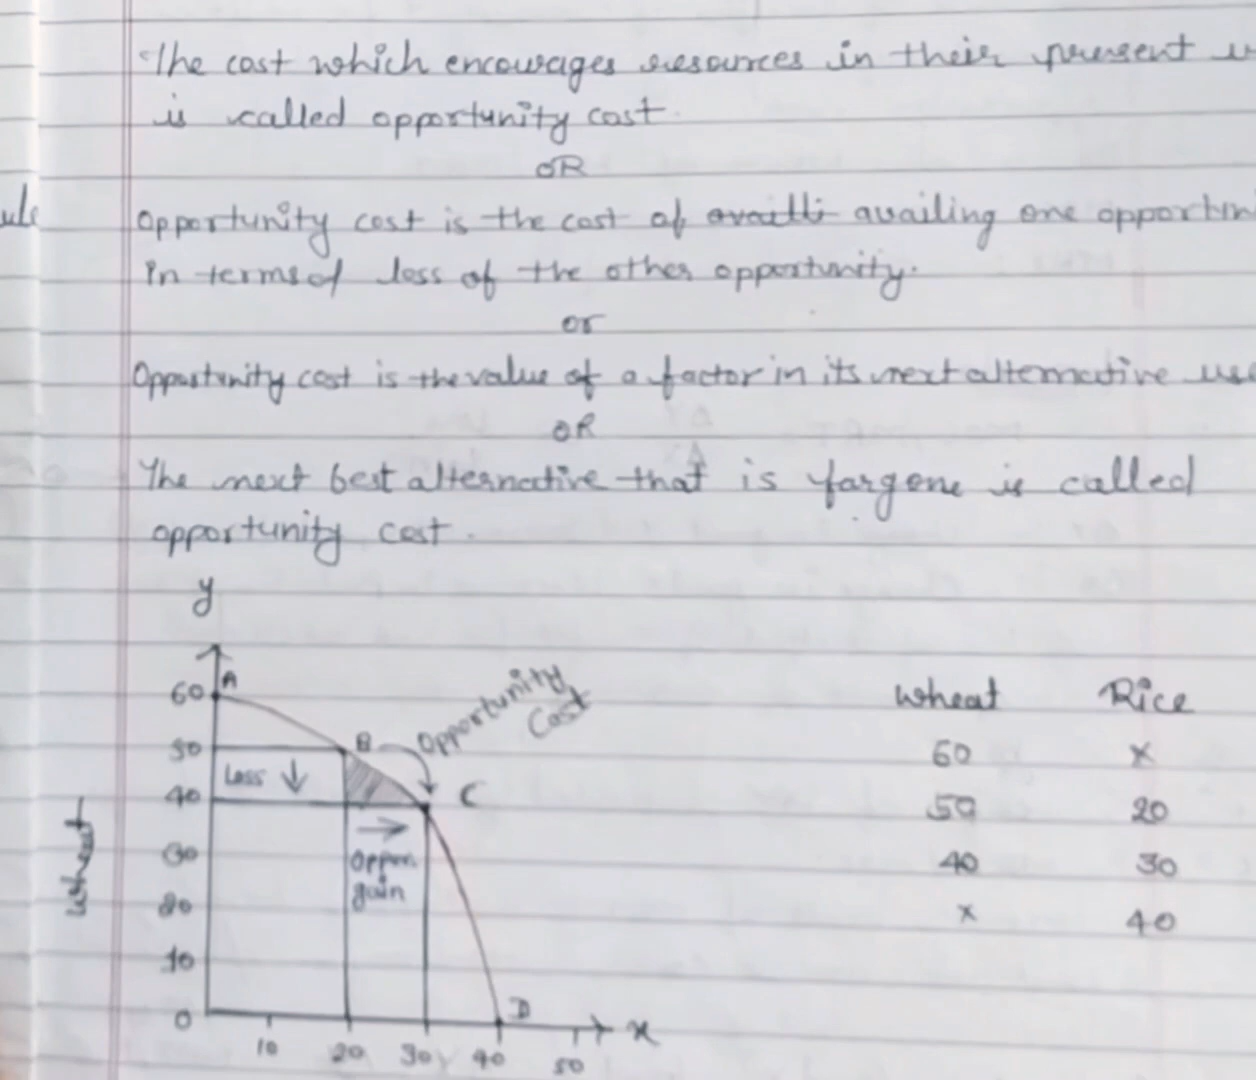 The cost which encourages resources in their present
is called opportunity cost.
OR
Opportunity cost is the cost of availing one opportun
in terms of loss of the other opportunity.
or
Opportunity cost is the value of a factor in its next alternative use
OR
The next best alternative that is forgone is called
opportunity cost.
y
60 A
50 B Opportunity Cost
Loss ↓
40 C
→
30 Oppor.
gain
20
10
0 D x
10 20 30 40 50
Wheat
Wheat Rice
60 x
50 20
40 30
x 40